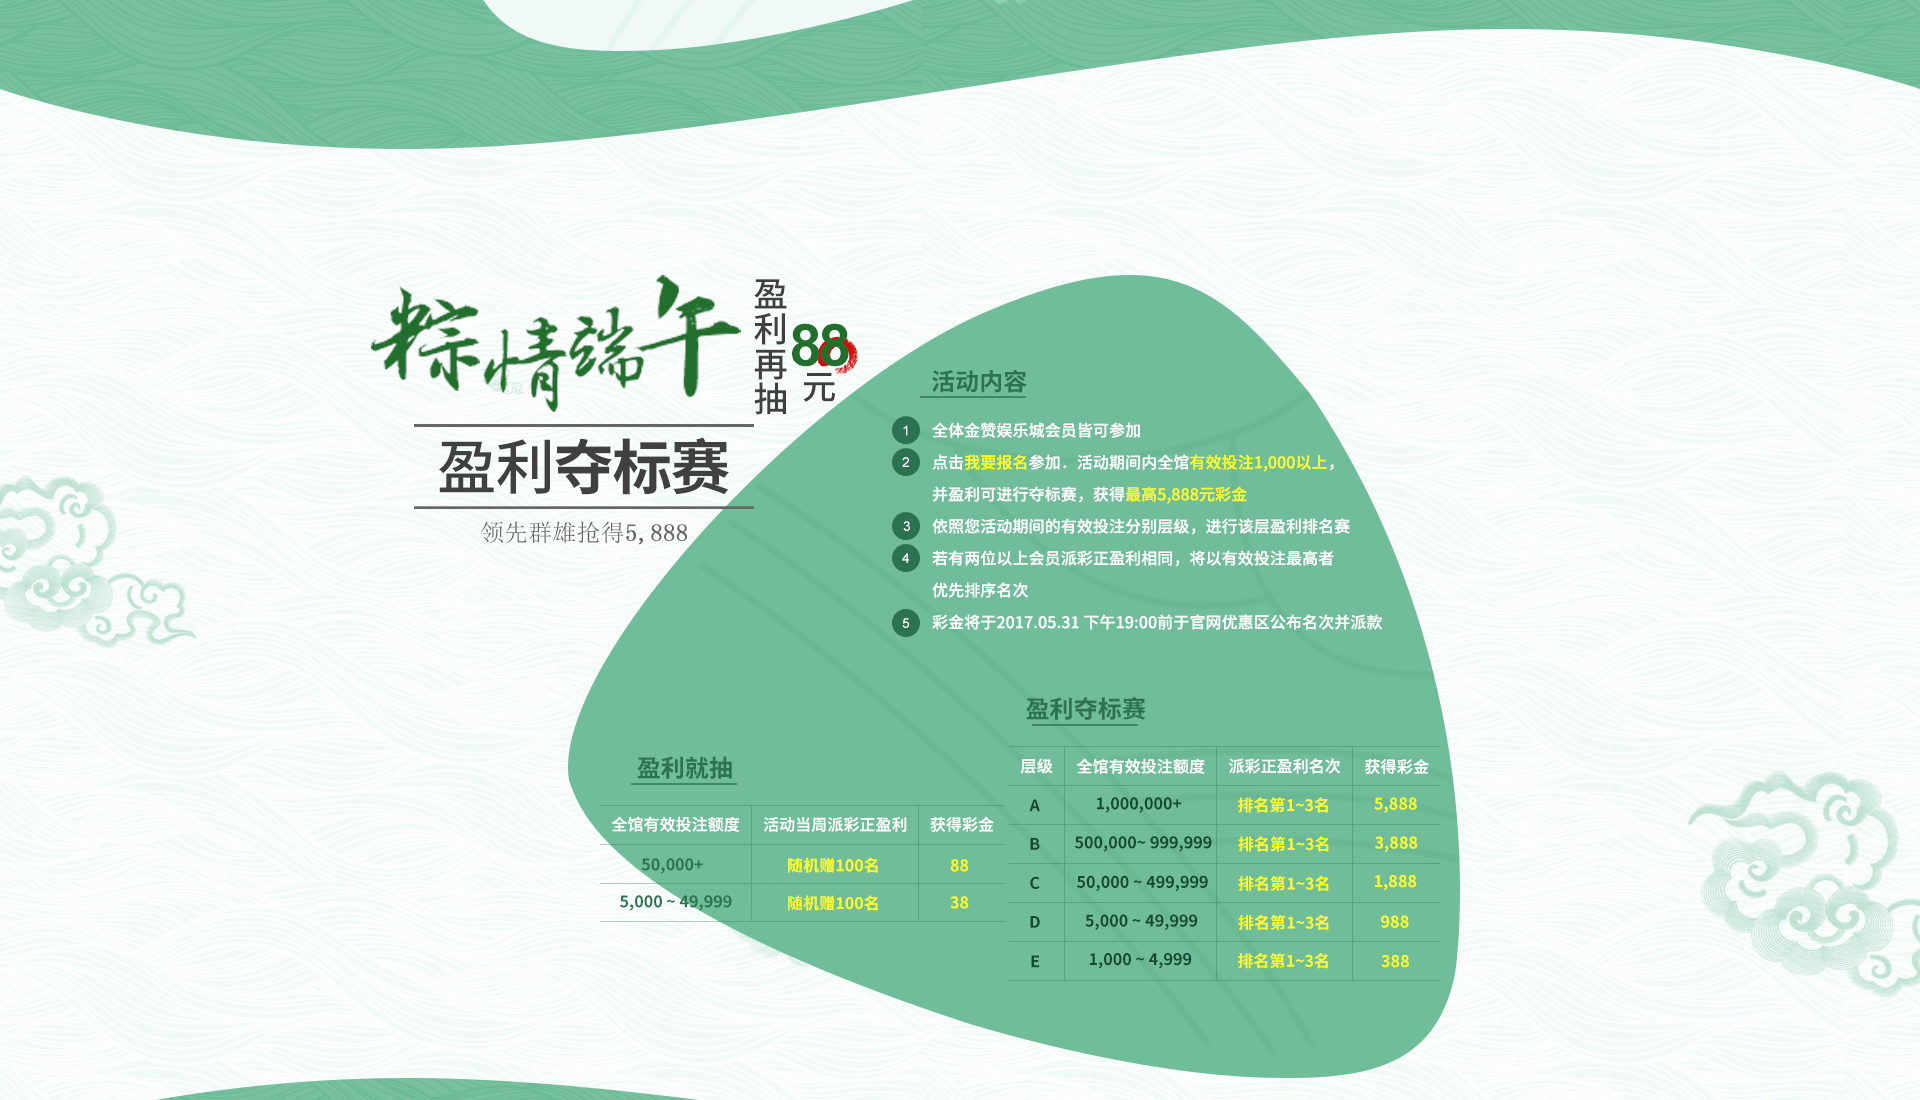 粽情端午
盈利再抽
88
元
盈利夺标赛
领先群雄抢得5,888
活动内容
1 全体金赞娱乐城会员皆可参加
2 点击我要报名参加．活动期间内全馆有效投注1,000以上，
并盈利可进行夺标赛，获得最高5,888元彩金
3 依照您活动期间的有效投注分别层级，进行该层盈利排名赛
4 若有两位以上会员派彩正盈利相同，将以有效投注最高者
优先排序名次
5 彩金将于2017.05.31 下午19:00前于官网优惠区公布名次并派款
盈利夺标赛
层级 全馆有效投注额度 派彩正盈利名次 获得彩金
A 1,000,000+ 排名第1~3名 5,888
B 500,000~ 999,999 排名第1~3名 3,888
C 50,000 ~ 499,999 排名第1~3名 1,888
D 5,000 ~ 49,999 排名第1~3名 988
E 1,000 ~ 4,999 排名第1~3名 388
盈利就抽
全馆有效投注额度 活动当周派彩正盈利 获得彩金
50,000+ 随机赠100名 88
5,000 ~ 49,999 随机赠100名 38